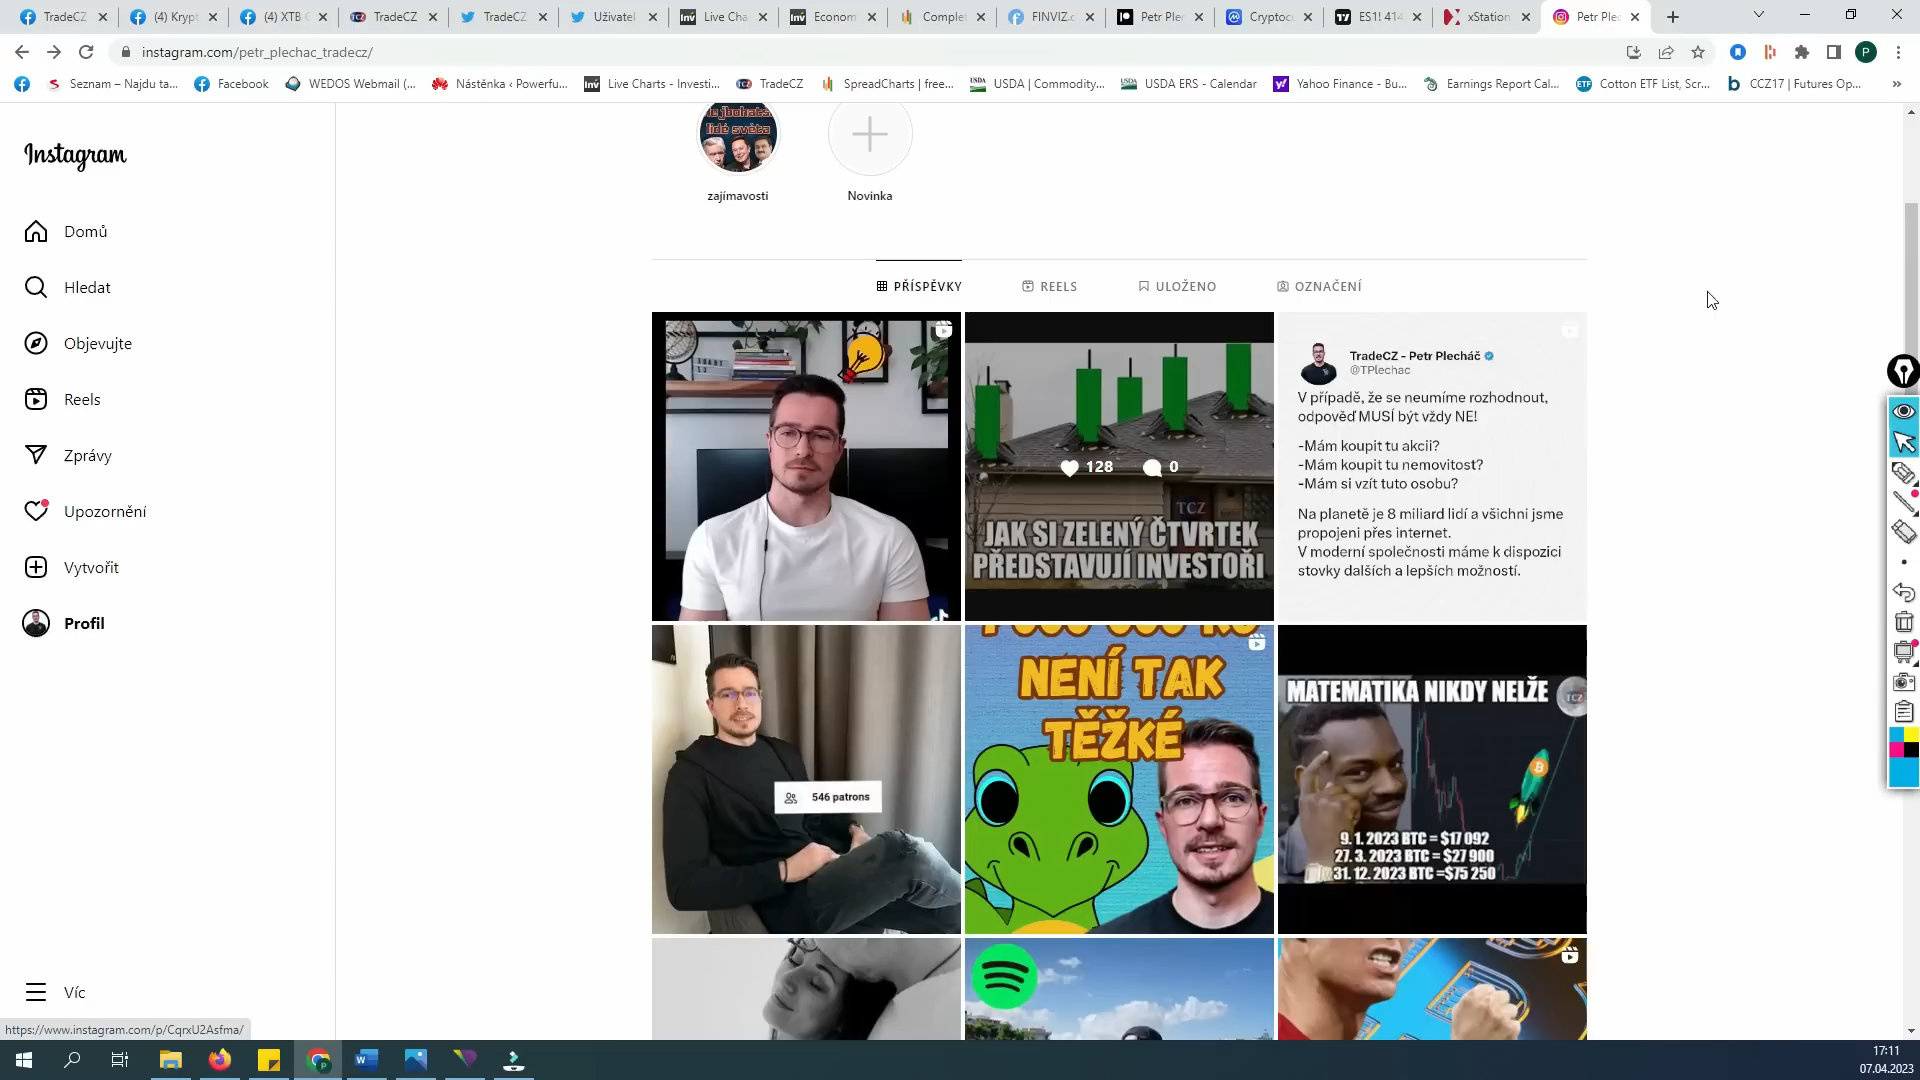 TradeCZ
(4) Krypt
(4) XTB
TradeCZ
TradeCZ
Uživatel
Live Cha
Econom
Complet
FINVIZ.c
Petr Ple
Cryptoc
ES1! 414
xStation
Petr Plec
instagram.com/petr_plechac_tradecz/
P
Seznam – Najdu ta...
Facebook
WEDOS Webmail (...
Nástěnka ‹ Powerfu...
Live Charts - Investi...
TradeCZ
SpreadCharts | free...
USDA | Commodity...
USDA ERS - Calendar
Yahoo Finance - Bu...
Earnings Report Cal...
Cotton ETF List, Scr...
CCZ17 | Futures Op...
»
Instagram
Domů
Hledat
Objevujte
Reels
Zprávy
Upozornění
Vytvořit
Profil
Víc
lidé světa
zajímavosti
Novinka
PŘÍSPĚVKY
REELS
ULOŽENO
OZNAČENÍ
128
0
TCZ
JAK SI ZELENÝ ČTVRTEK
PŘEDSTAVUJÍ INVESTOŘI
TradeCZ - Petr Plecháč
@TPlechac
V případě, že se neumíme rozhodnout,
odpověď MUSÍ být vždy NE!
-Mám koupit tu akcii?
-Mám koupit tu nemovitost?
-Mám si vzít tuto osobu?
Na planetě je 8 miliard lidí a všichni jsme
propojeni přes internet.
V moderní společnosti máme k dispozici
stovky dalších a lepších možností.
546 patrons
NENÍ TAK
TĚŽKÉ
MATEMATIKA NIKDY NELŽE
TCZ
9. 1. 2023 BTC = $17 092
27. 3. 2023 BTC = $27 900
31. 12. 2023 BTC =$75 250
https://www.instagram.com/p/CqrxU2Asfma/
17:11
07.04.2023